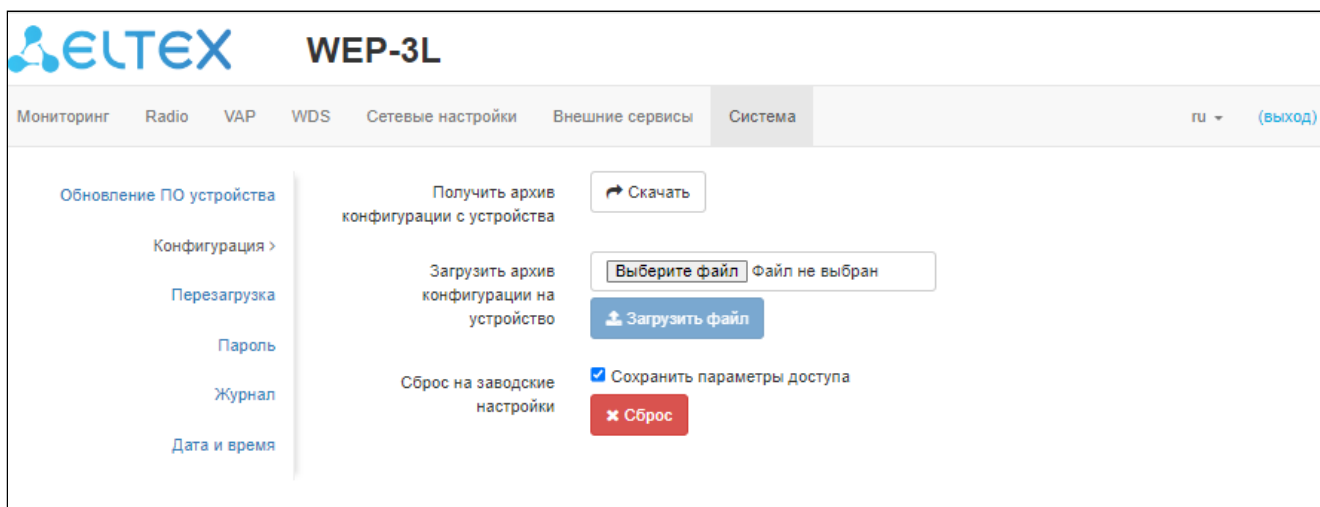 ELTEX WEP-3L
Мониторинг Radio VAP WDS Сетевые настройки Внешние сервисы Система ru (выход)
Обновление ПО устройства
Конфигурация >
Перезагрузка
Пароль
Журнал
Дата и время
Получить архив
конфигурации с устройства
Скачать
Загрузить архив
конфигурации на
устройство
Выберите файл Файл не выбран
Загрузить файл
Сброс на заводские
настройки
Сохранить параметры доступа
Сброс